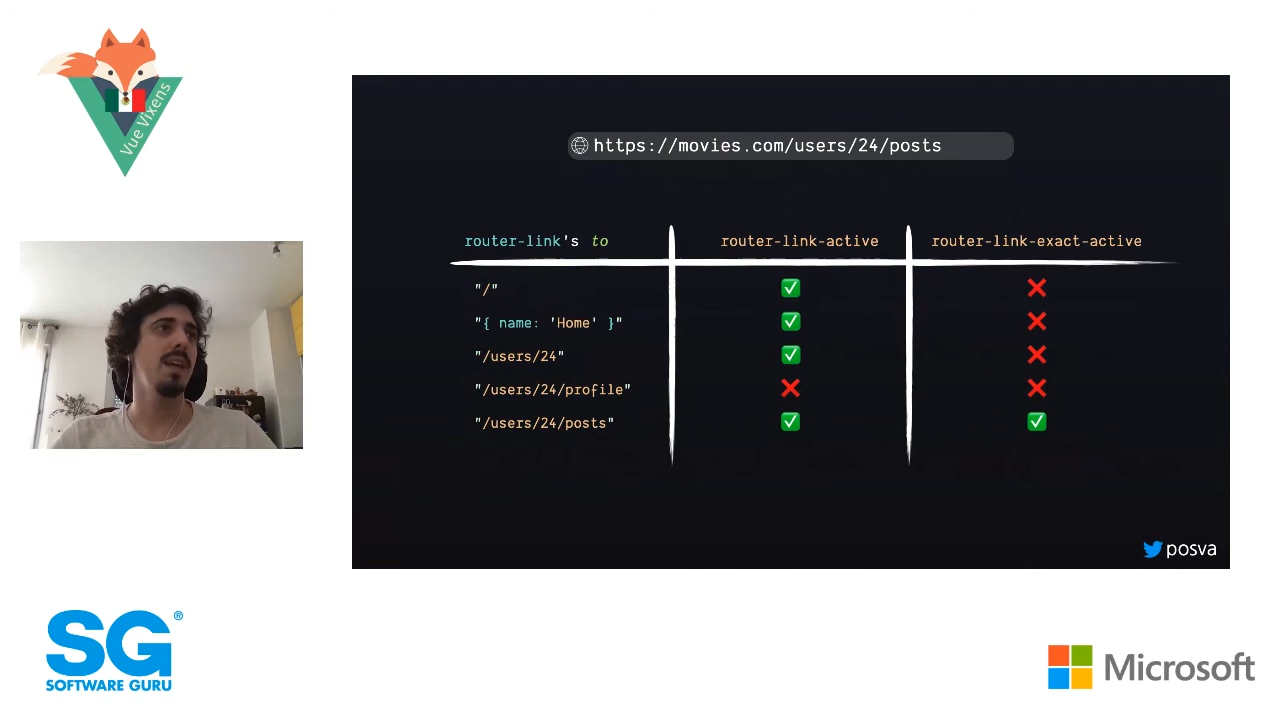 Vue Vixens
https://movies.com/users/24/posts
router-link's to router-link-active router-link-exact-active
"/"
"{ name: 'Home' }"
"/users/24"
"/users/24/profile"
"/users/24/posts"
posva
SG®
SOFTWARE GURU
Microsoft